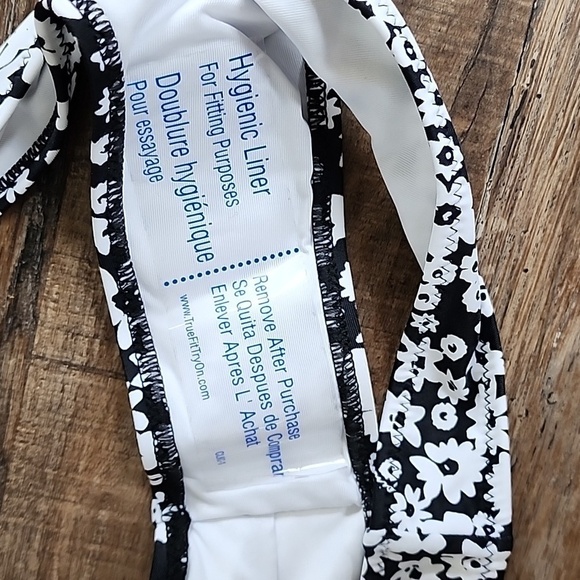 Hygienic Liner
For Fitting Purposes
Doublure hygiénique
Pour essayage
Remove After Purchase
Se Quita Despues de Comprar
Enlever Apres L' Achat
www.TrueFitTryOn.com